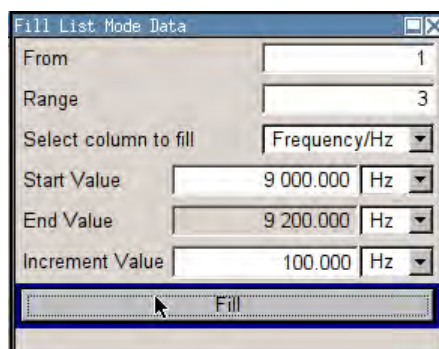 Fill List Mode Data
From 1
Range 3
Select column to fill Frequency/Hz
Start Value 9 000.000 Hz
End Value 9 200.000 Hz
Increment Value 100.000 Hz
Fill